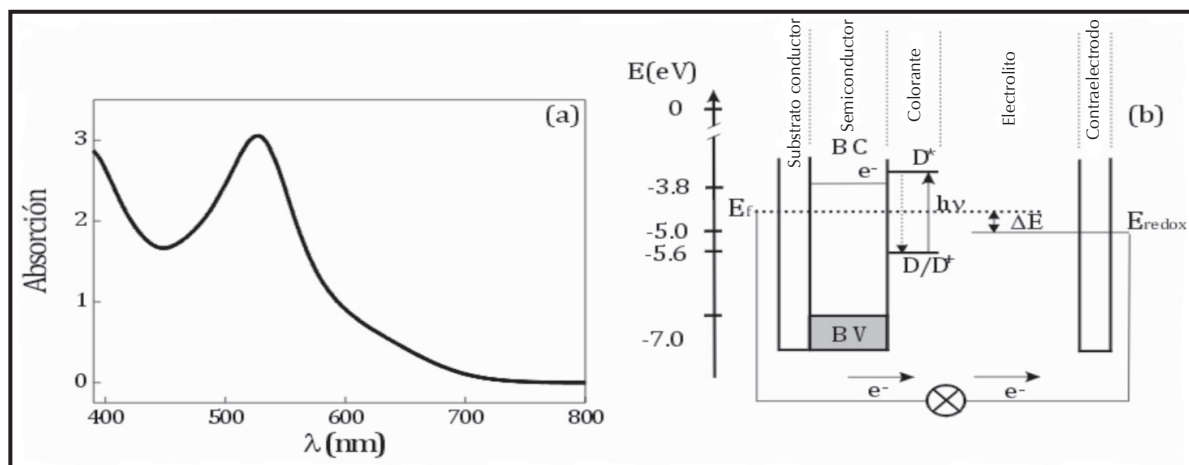 (a)
Absorción
3
2
1
0
400 500 600 700 800
λ (nm)
(b)
E(eV)
0
-3.8
-5.0
-5.6
-7.0
Substrato conductor
Semiconductor
Colorante
Electrolito
Contraelectrodo
BC
e-
D*
hν
Ef
ΔE
Eredox
D/D+
BV
e- e-